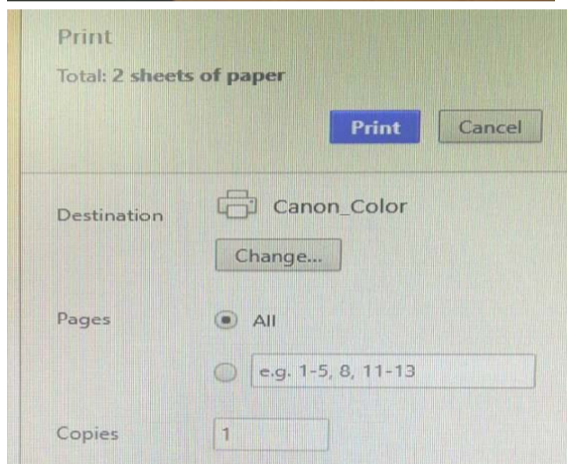 Print
Total: 2 sheets of paper
Print Cancel
Destination Canon_Color
Change...
Pages All
e.g. 1-5, 8, 11-13
Copies 1